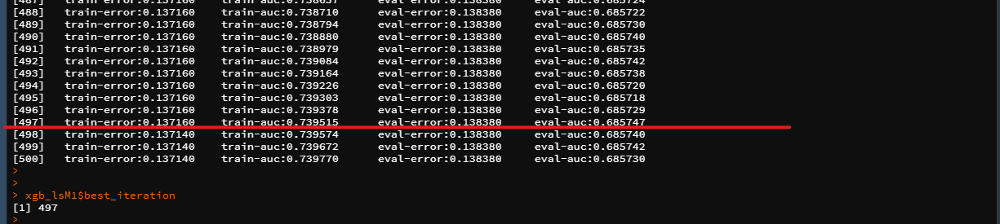 [487] train-error:0.137160 train-auc:0.738637 eval-error:0.138380 eval-auc:0.685724
[488] train-error:0.137160 train-auc:0.738710 eval-error:0.138380 eval-auc:0.685722
[489] train-error:0.137160 train-auc:0.738794 eval-error:0.138380 eval-auc:0.685730
[490] train-error:0.137160 train-auc:0.738880 eval-error:0.138380 eval-auc:0.685740
[491] train-error:0.137160 train-auc:0.738979 eval-error:0.138380 eval-auc:0.685735
[492] train-error:0.137160 train-auc:0.739084 eval-error:0.138380 eval-auc:0.685742
[493] train-error:0.137160 train-auc:0.739164 eval-error:0.138380 eval-auc:0.685738
[494] train-error:0.137160 train-auc:0.739226 eval-error:0.138380 eval-auc:0.685720
[495] train-error:0.137160 train-auc:0.739303 eval-error:0.138380 eval-auc:0.685718
[496] train-error:0.137160 train-auc:0.739378 eval-error:0.138380 eval-auc:0.685729
[497] train-error:0.137160 train-auc:0.739515 eval-error:0.138380 eval-auc:0.685747
[498] train-error:0.137140 train-auc:0.739574 eval-error:0.138380 eval-auc:0.685740
[499] train-error:0.137140 train-auc:0.739672 eval-error:0.138380 eval-auc:0.685742
[500] train-error:0.137140 train-auc:0.739770 eval-error:0.138380 eval-auc:0.685730
>
>
> xgb_lsM1$best_iteration
[1] 497
>